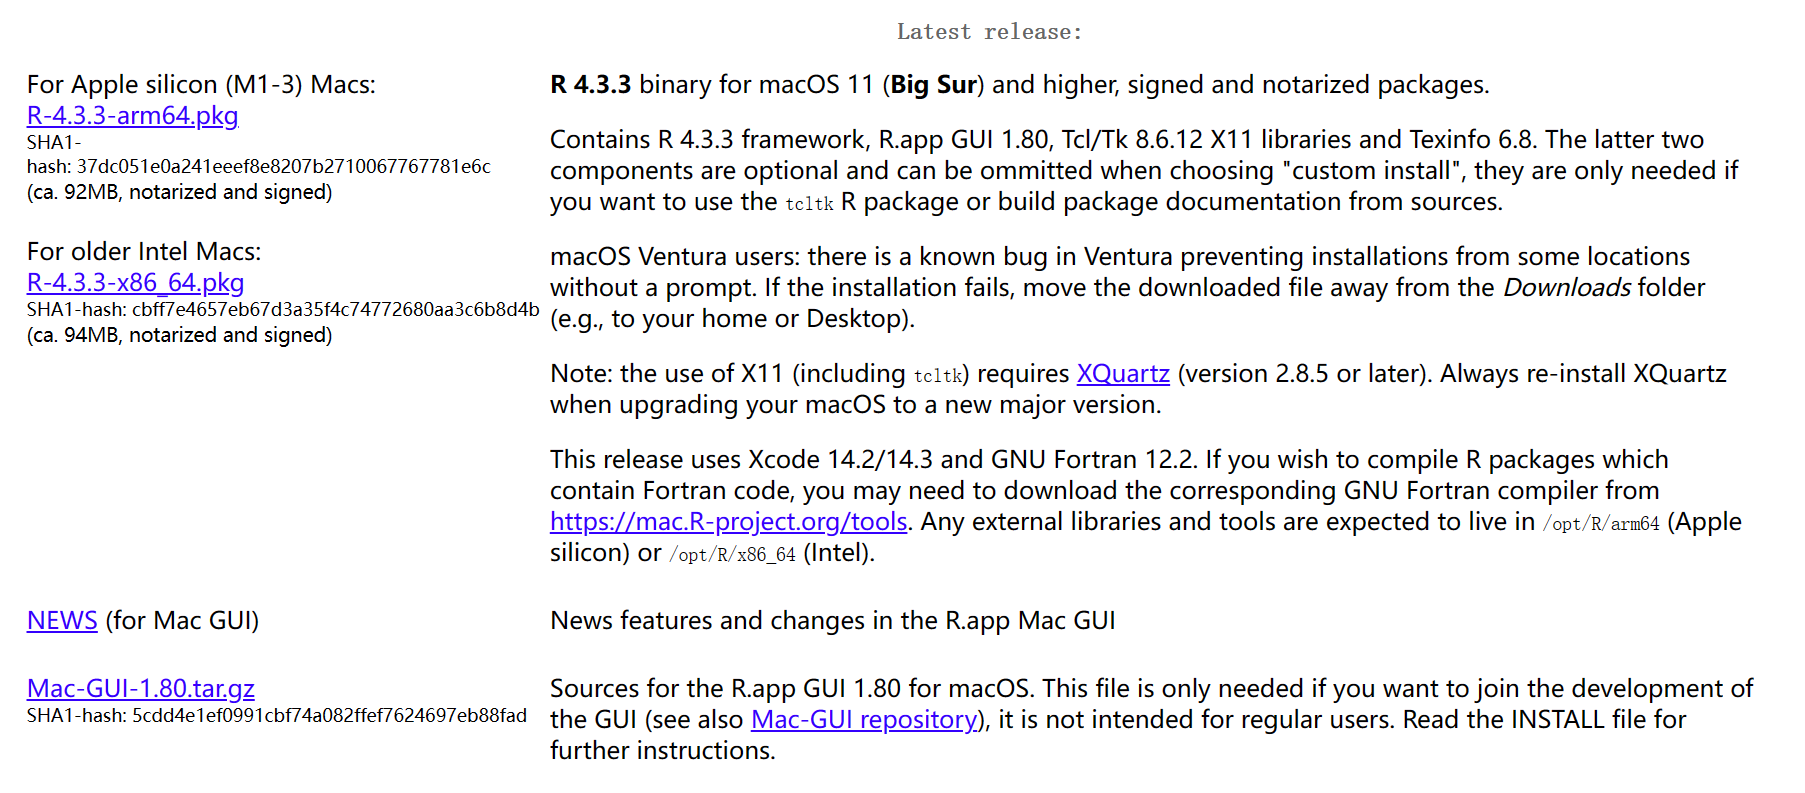 Latest release:
For Apple silicon (M1-3) Macs:
R-4.3.3-arm64.pkg
SHA1-
hash: 37dc051e0a241eeef8e8207b2710067767781e6c
(ca. 92MB, notarized and signed)
For older Intel Macs:
R-4.3.3-x86_64.pkg
SHA1-hash: cbff7e4657eb67d3a35f4c74772680aa3c6b8d4b
(ca. 94MB, notarized and signed)
R 4.3.3 binary for macOS 11 (Big Sur) and higher, signed and notarized packages.
Contains R 4.3.3 framework, R.app GUI 1.80, Tcl/Tk 8.6.12 X11 libraries and Texinfo 6.8. The latter two
components are optional and can be ommitted when choosing "custom install", they are only needed if
you want to use the tcltk R package or build package documentation from sources.
macOS Ventura users: there is a known bug in Ventura preventing installations from some locations
without a prompt. If the installation fails, move the downloaded file away from the Downloads folder
(e.g., to your home or Desktop).
Note: the use of X11 (including tcltk) requires XQuartz (version 2.8.5 or later). Always re-install XQuartz
when upgrading your macOS to a new major version.
This release uses Xcode 14.2/14.3 and GNU Fortran 12.2. If you wish to compile R packages which
contain Fortran code, you may need to download the corresponding GNU Fortran compiler from
https://mac.R-project.org/tools. Any external libraries and tools are expected to live in /opt/R/arm64 (Apple
silicon) or /opt/R/x86_64 (Intel).
NEWS (for Mac GUI)
News features and changes in the R.app Mac GUI
Mac-GUI-1.80.tar.gz
SHA1-hash: 5cdd4e1ef0991cbf74a082ffef7624697eb88fad
Sources for the R.app GUI 1.80 for macOS. This file is only needed if you want to join the development of
the GUI (see also Mac-GUI repository), it is not intended for regular users. Read the INSTALL file for
further instructions.